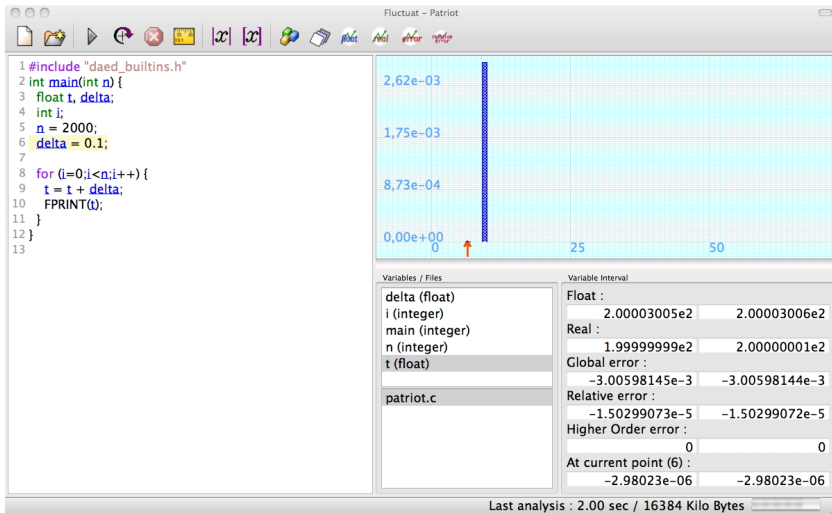 Fluctuat - Patriot
|x| [x] float real error relative error
1 #include "daed_builtins.h"
2 int main(int n) {
3 float t, delta;
4 int i;
5 n = 2000;
6 delta = 0.1;
7
8 for (i=0;i<n;i++) {
9 t = t + delta;
10 FPRINT(t);
11 }
12 }
13
2,62e-03
1,75e-03
8,73e-04
0,00e+00
0 25 50
Variables / Files
delta (float)
i (integer)
main (integer)
n (integer)
t (float)
patriot.c
Variable Interval
Float :
2.00003005e2 2.00003006e2
Real :
1.99999999e2 2.00000001e2
Global error :
-3.00598145e-3 -3.00598144e-3
Relative error :
-1.50299073e-5 -1.50299072e-5
Higher Order error :
0 0
At current point (6) :
-2.98023e-06 -2.98023e-06
Last analysis : 2.00 sec / 16384 Kilo Bytes